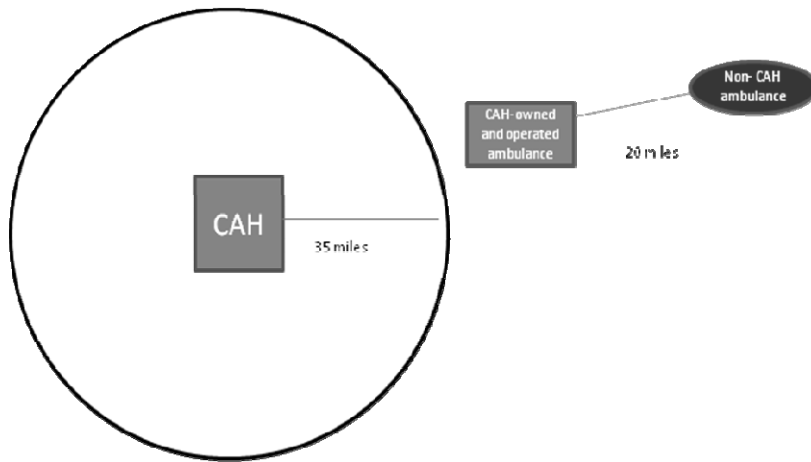 CAH
35 miles
CAH-owned
and operated
ambulance
20 miles
Non- CAH
ambulance